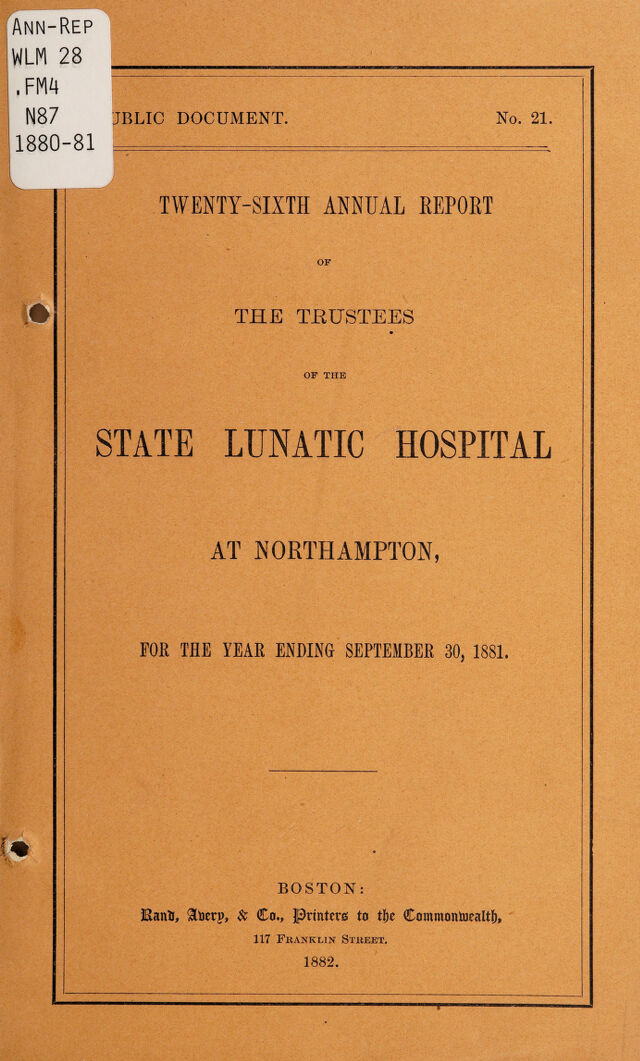 Ann-Rep
WLM 28
.FM4
N87
1880-81
UBLIC DOCUMENT. No. 21.
TWENTY-SIXTH ANNUAL REPORT
OF
THE TRUSTEES
OF THE
STATE LUNATIC HOSPITAL
AT NORTHAMPTON,
FOR THE YEAR ENDING SEPTEMBER 30, 1881.
BOSTON:
Rand, Avery, & Co., Printers to the Commonwealth,
117 Franklin Street.
1882.